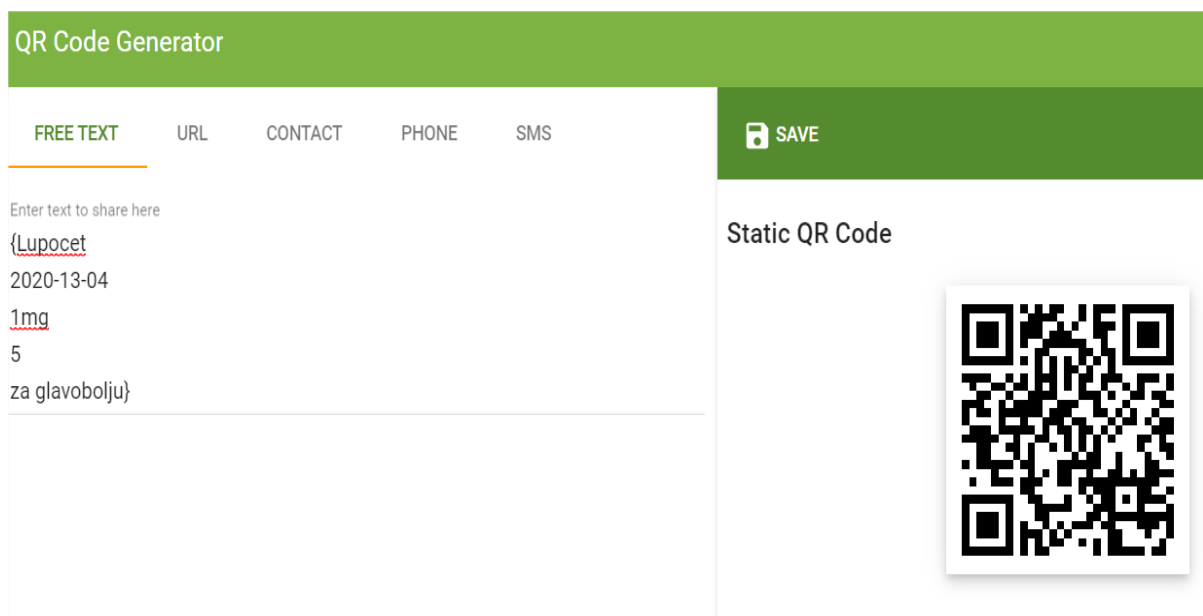 QR Code Generator
FREE TEXT URL CONTACT PHONE SMS
SAVE
Enter text to share here
{Lupocet
2020-13-04
1mg
5
za glavobolju}
Static QR Code